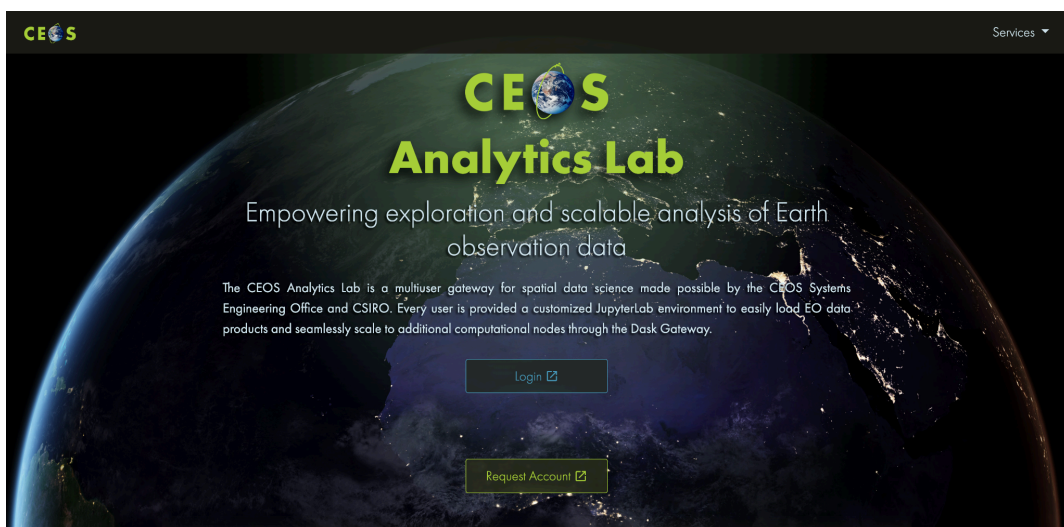 CEOS
Services
CEOS
Analytics Lab
Empowering exploration and scalable analysis of Earth
observation data
The CEOS Analytics Lab is a multiuser gateway for spatial data science made possible by the CEOS Systems
Engineering Office and CSIRO. Every user is provided a customized JupyterLab environment to easily load EO data
products and seamlessly scale to additional computational nodes through the Dask Gateway.
Login
Request Account